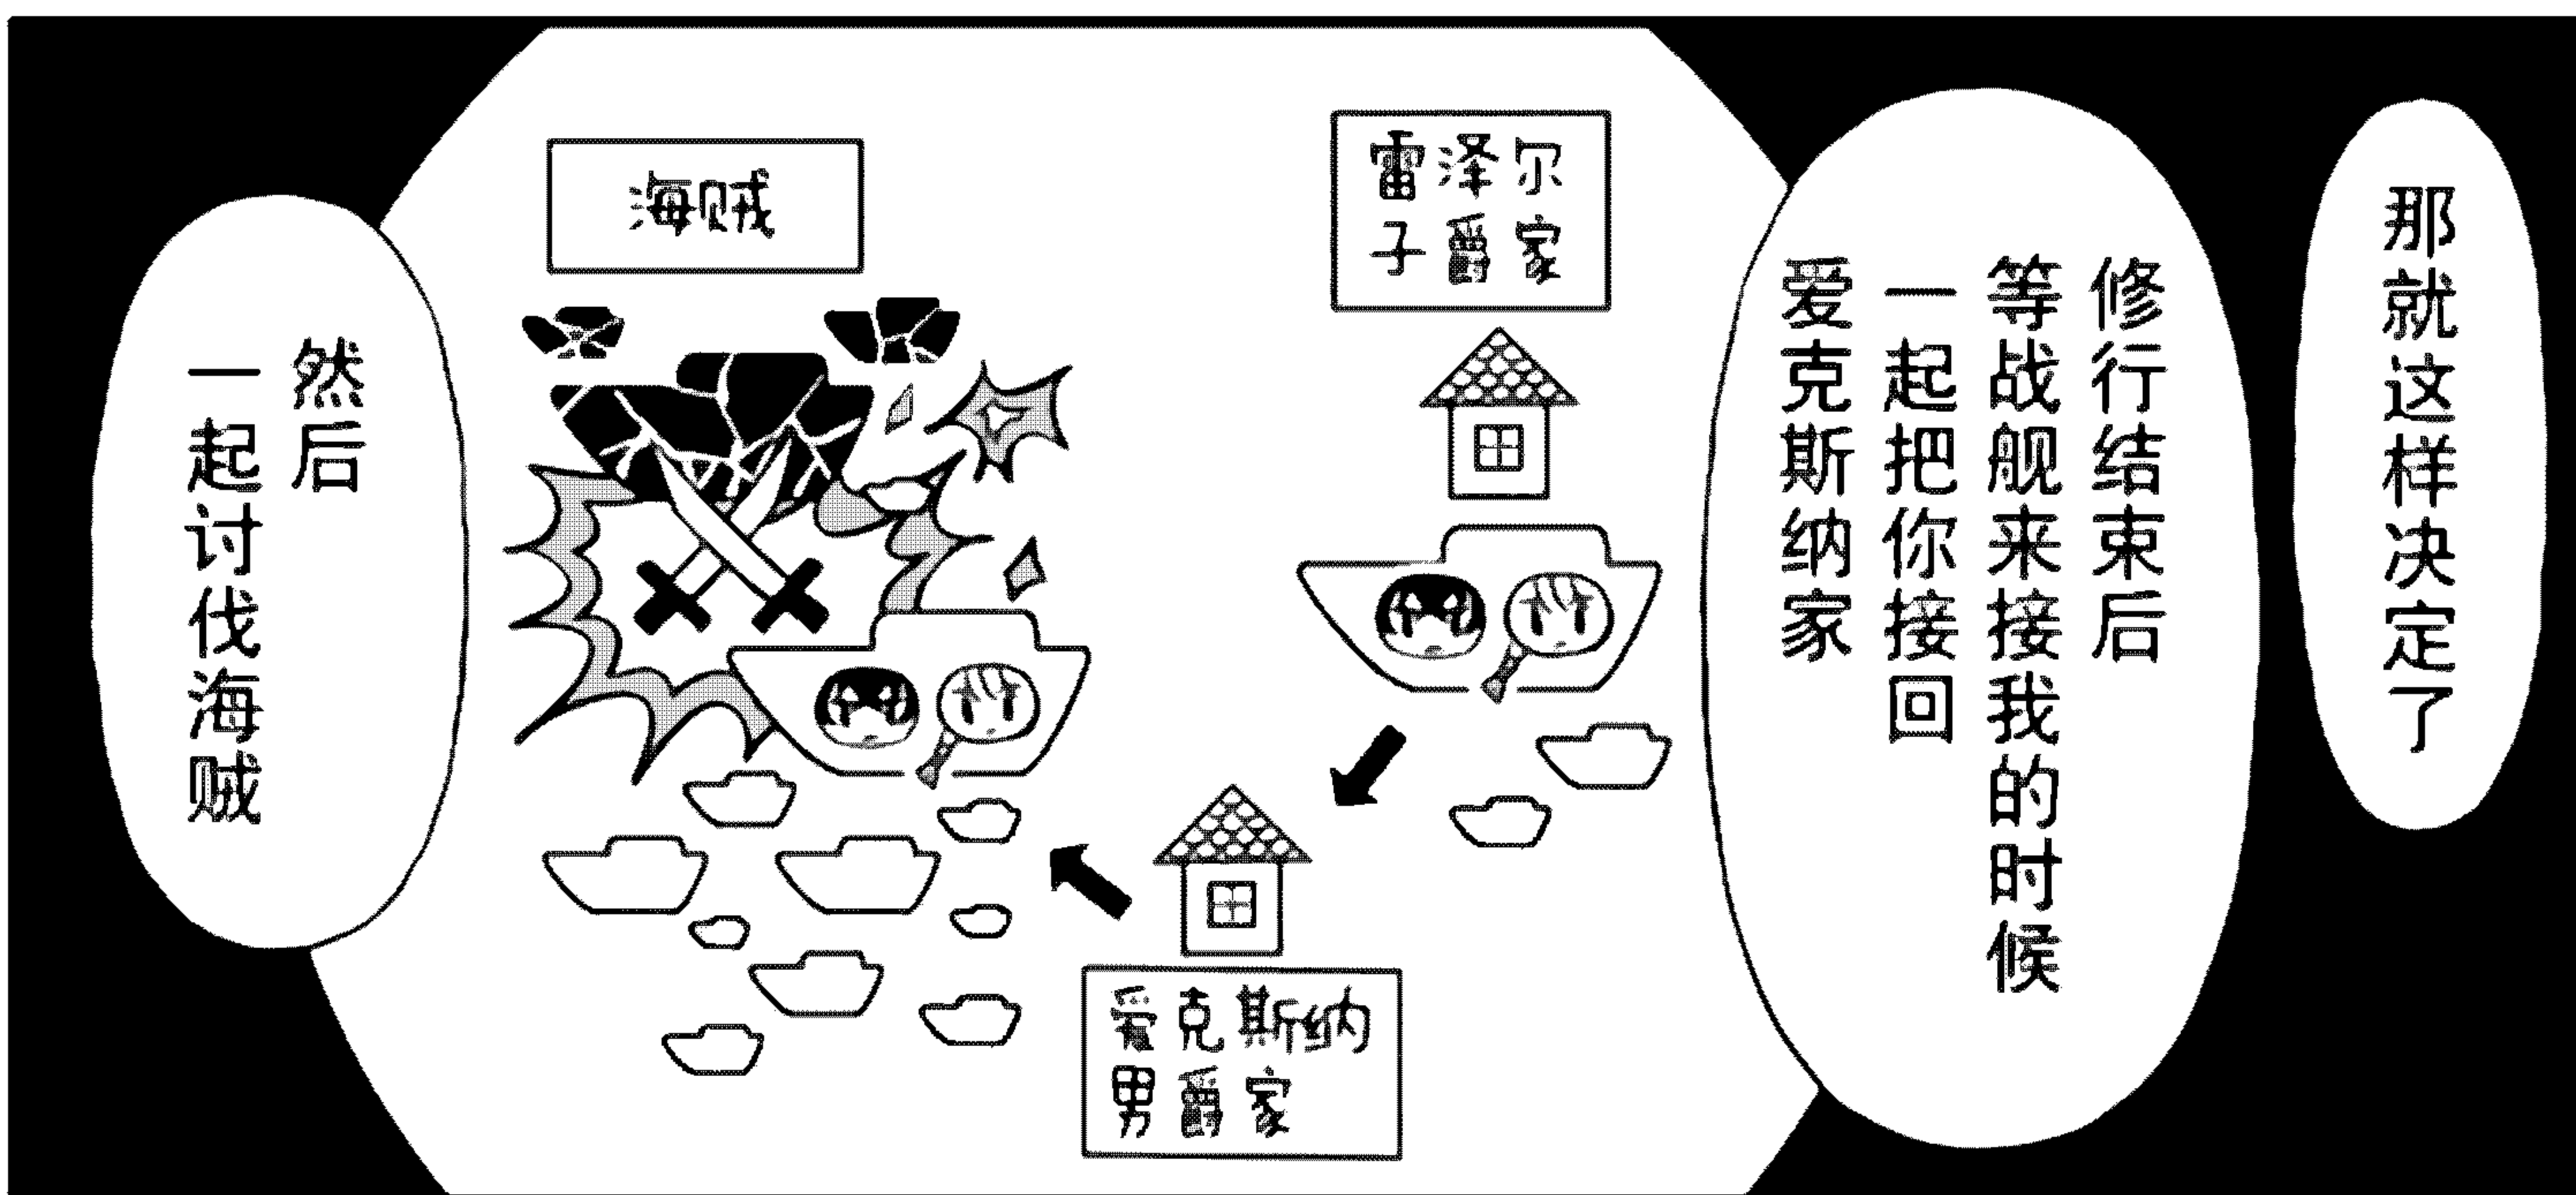 那就这样决定了
修行结束后
等战舰来接我的时候
一起把你接回
爱克斯纳家
雷泽尔
子爵家
爱克斯纳
男爵家
海贼
然后
一起讨伐海贼